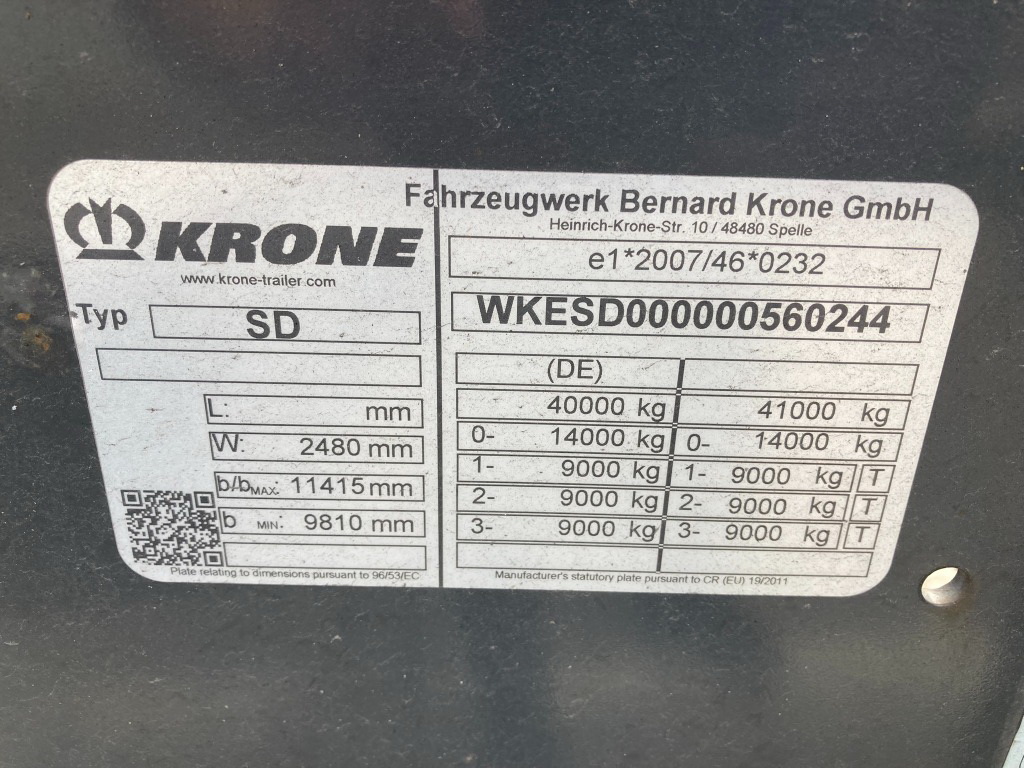 KRONE
www.krone-trailer.com
Typ SD
L: mm
W: 2480 mm
b/bMAX: 11415 mm
b MIN: 9810 mm
Plate relating to dimensions pursuant to 96/53/EC
Fahrzeugwerk Bernard Krone GmbH
Heinrich-Krone-Str. 10 / 48480 Spelle
e1*2007/46*0232
WKESD000000560244
(DE)
40000 kg 41000 kg
0- 14000 kg 0- 14000 kg
1- 9000 kg 1- 9000 kg T
2- 9000 kg 2- 9000 kg T
3- 9000 kg 3- 9000 kg T
Manufacturer's statutory plate pursuant to CR (EU) 19/2011